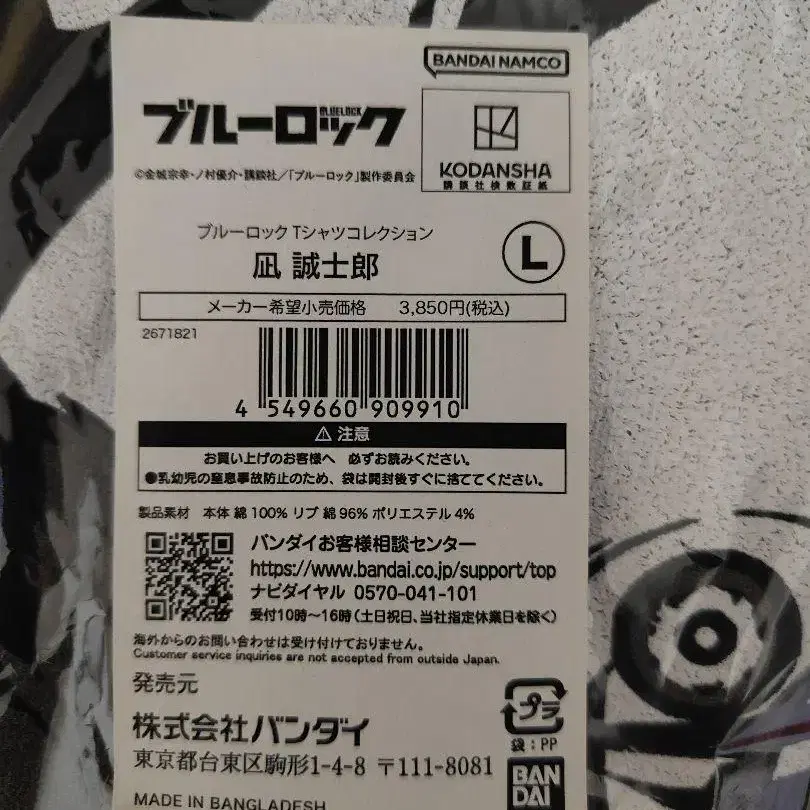 BANDAI NAMCO
ブルーロック
BLUELOCK
©金城宗幸・ノ村優介・講談社/「ブルーロック」製作委員会
KODANSHA
講談社検数証紙
ブルーロック Tシャツコレクション
凪 誠士郎
L
メーカー希望小売価格 3,850円(税込)
2671821
4 549660 909910
⚠ 注意
お買い上げのお客様へ 必ずお読みください。
●乳幼児の窒息事故防止のため、袋は開封後すぐに捨ててください。
製品素材 本体 綿 100% リブ 綿 96% ポリエステル 4%
バンダイお客様相談センター
https://www.bandai.co.jp/support/top
ナビダイヤル 0570-041-101
受付10時~16時(土日祝日、当社指定休業日を除く)
海外からのお問い合わせは受け付けておりません。
Customer service inquiries are not accepted from outside Japan.
発売元
株式会社バンダイ
東京都台東区駒形1-4-8 〒111-8081
プラ
袋:PP
BAN
DAI
MADE IN BANGLADESH